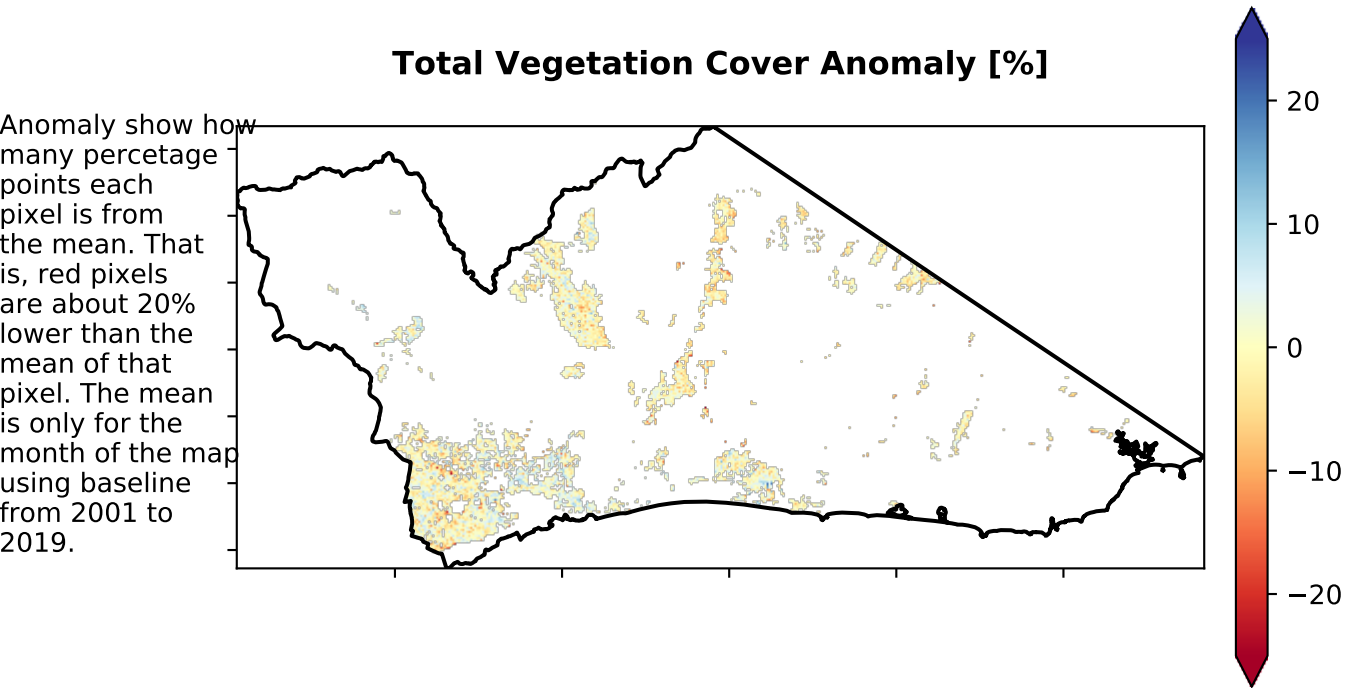 Total Vegetation Cover Anomaly [%]
Anomaly show how
many percetage
points each
pixel is from
the mean. That
is, red pixels
are about 20%
lower than the
mean of that
pixel. The mean
is only for the
month of the map
using baseline
from 2001 to
2019.
20
10
0
−10
−20